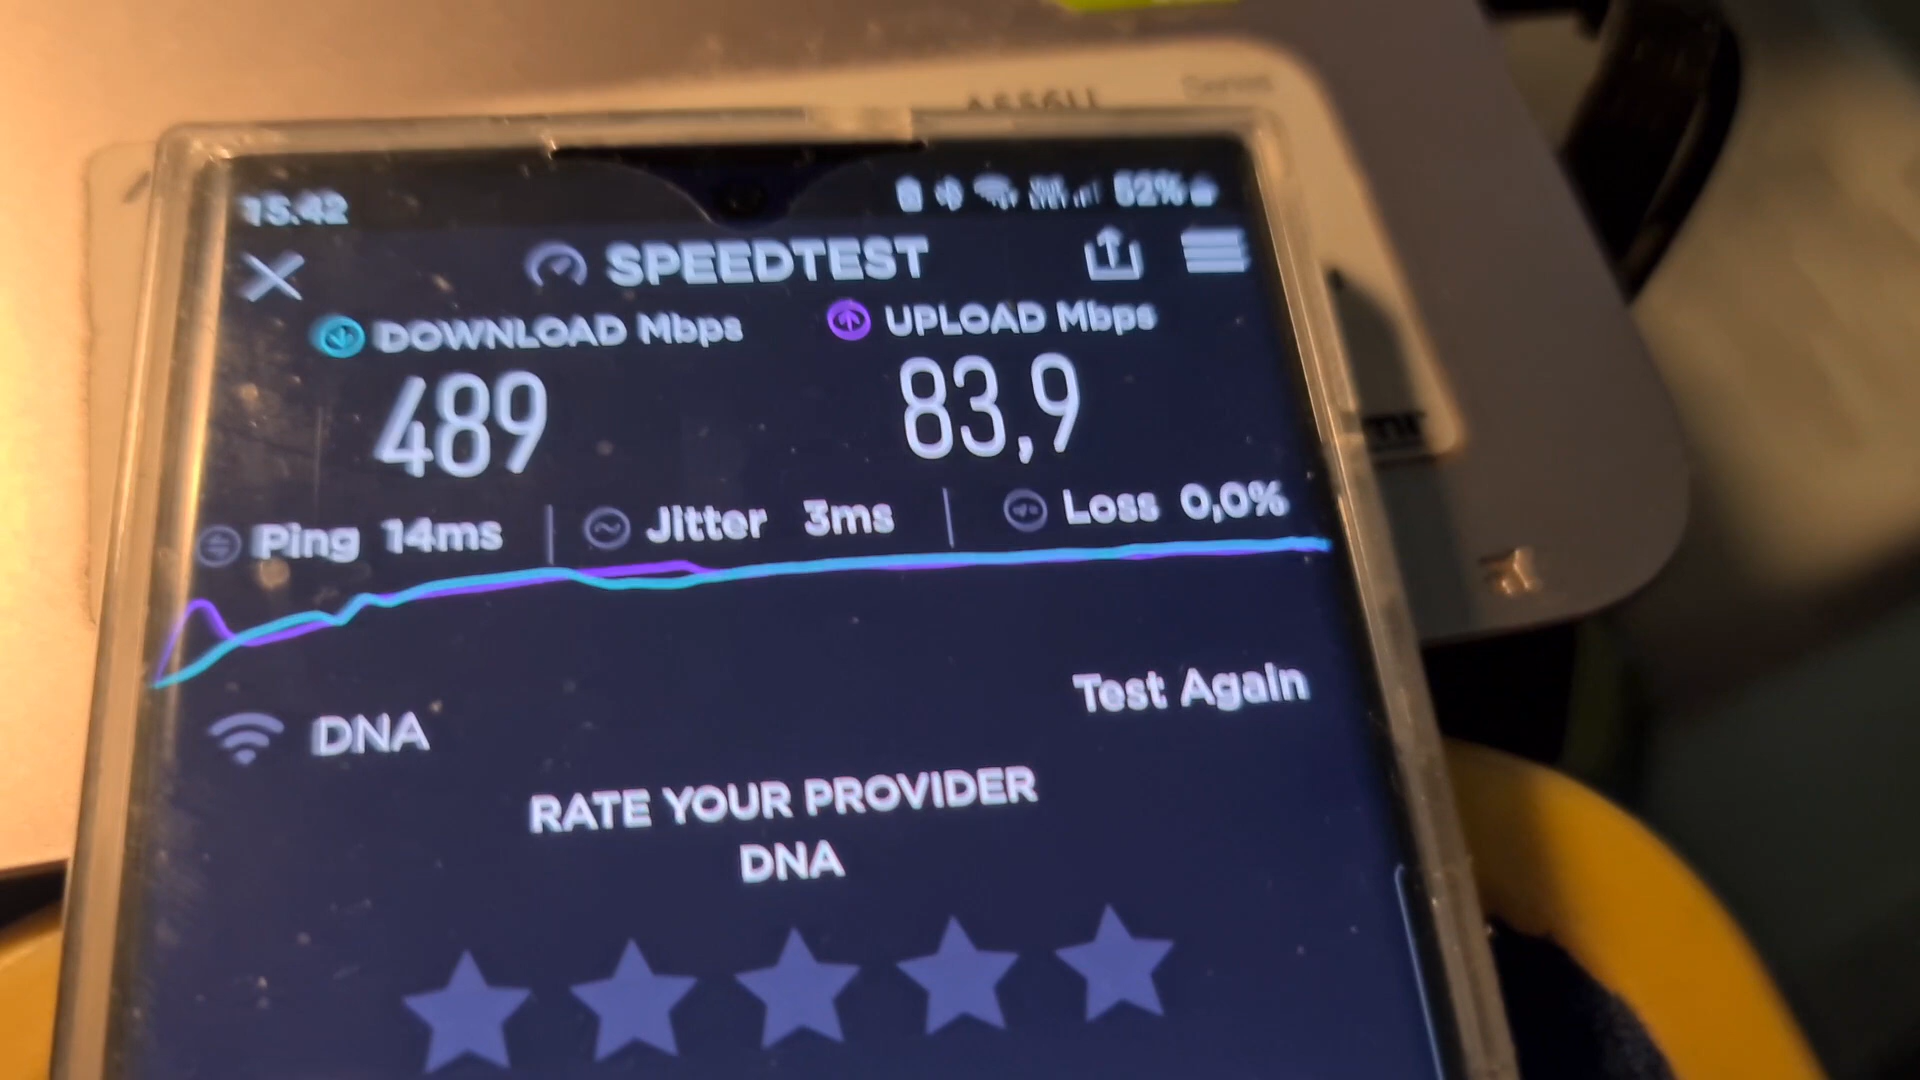 15.42 52%
SPEEDTEST
DOWNLOAD Mbps UPLOAD Mbps
489 83,9
Ping 14ms Jitter 3ms Loss 0,0%
DNA Test Again
RATE YOUR PROVIDER
DNA